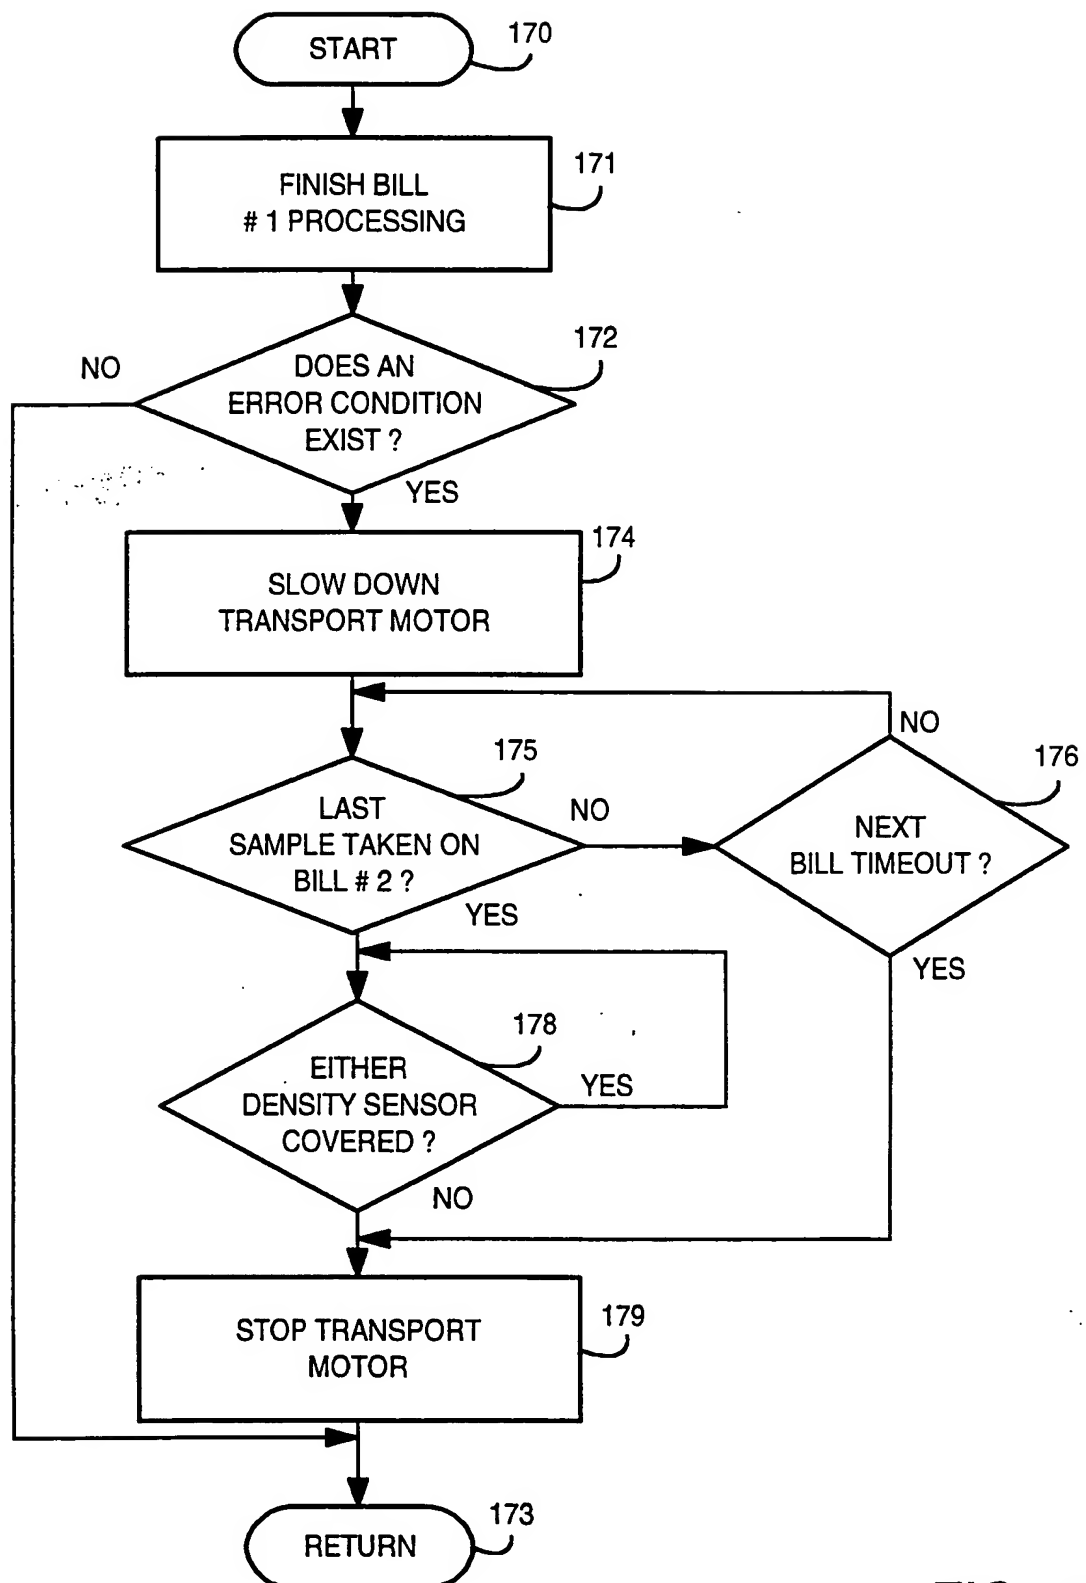 START
170
FINISH BILL
# 1 PROCESSING
171
DOES AN
ERROR CONDITION
EXIST ?
172
NO
YES
SLOW DOWN
TRANSPORT MOTOR
174
LAST
SAMPLE TAKEN ON
BILL # 2 ?
175
NO
YES
NEXT
BILL TIMEOUT ?
176
NO
YES
EITHER
DENSITY SENSOR
COVERED ?
178
YES
NO
STOP TRANSPORT
MOTOR
179
RETURN
173